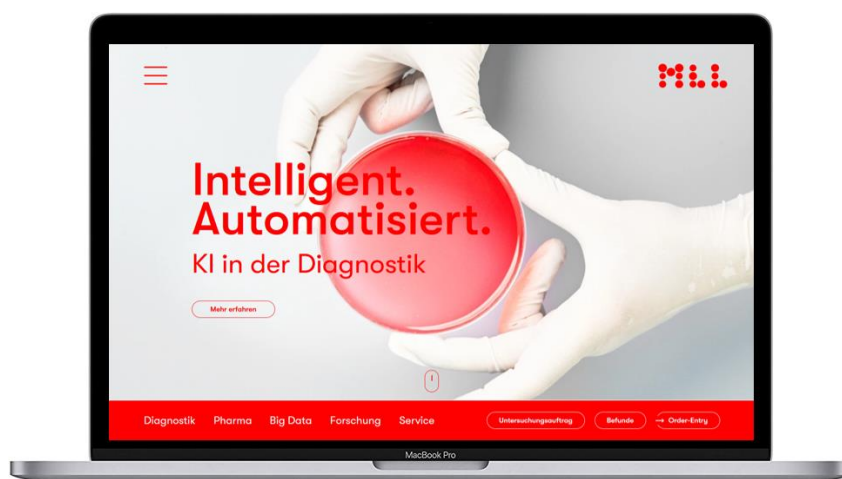 MLL
Intelligent.
Automatisiert.
KI in der Diagnostik
Mehr erfahren
Diagnostik Pharma Big Data Forschung Service Untersuchungsauftrag Befunde → Order-Entry
MacBook Pro